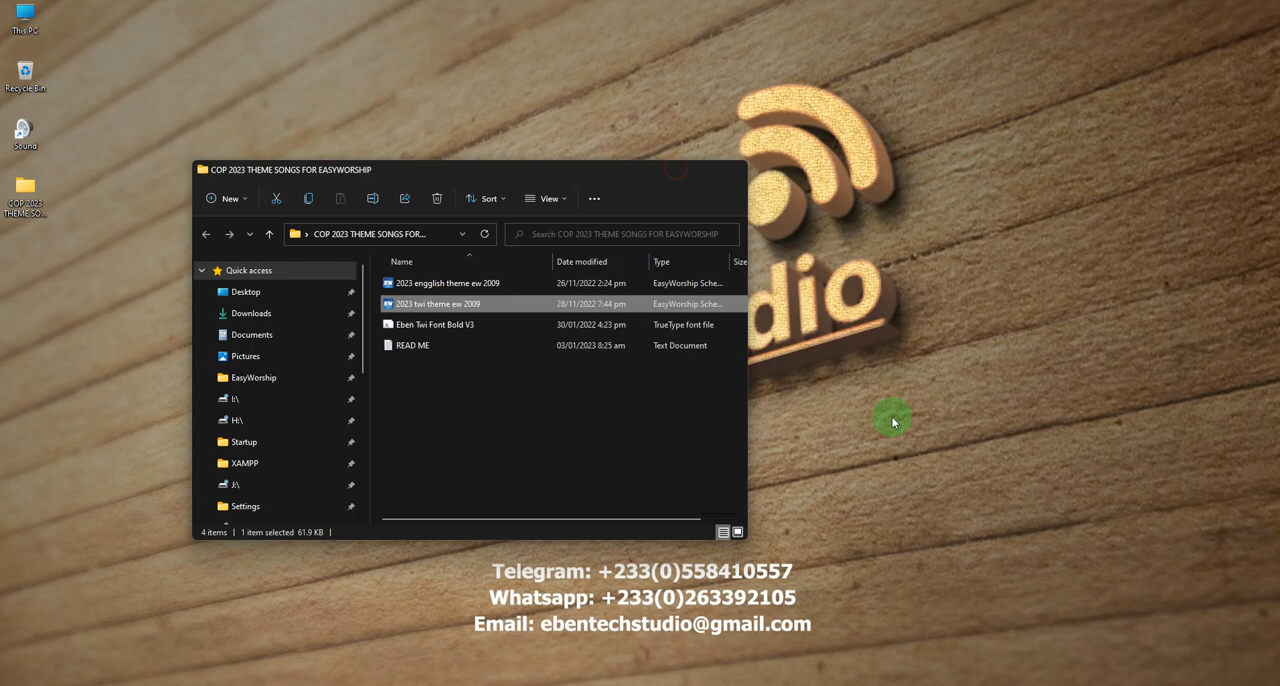 This PC
Recycle Bin
Sound
COP 2023
THEME SO...
COP 2023 THEME SONGS FOR EASYWORSHIP
New
Sort
View
COP 2023 THEME SONGS FOR...
Search COP 2023 THEME SONGS FOR EASYWORSHIP
Name
Date modified
Type
Size
Quick access
Desktop
Downloads
Documents
Pictures
EasyWorship
I:\
H:\
Startup
XAMPP
J:\
Settings
2023 engglish theme ew 2009
26/11/2022 2:24 pm
EasyWorship Sche...
2023 twi theme ew 2009
28/11/2022 7:44 pm
EasyWorship Sche...
Eben Twi Font Bold V3
30/01/2022 4:23 pm
TrueType font file
READ ME
03/01/2023 8:25 am
Text Document
4 items
1 item selected 61.9 KB
dio
Telegram: +233(0)558410557
Whatsapp: +233(0)263392105
Email: ebentechstudio@gmail.com